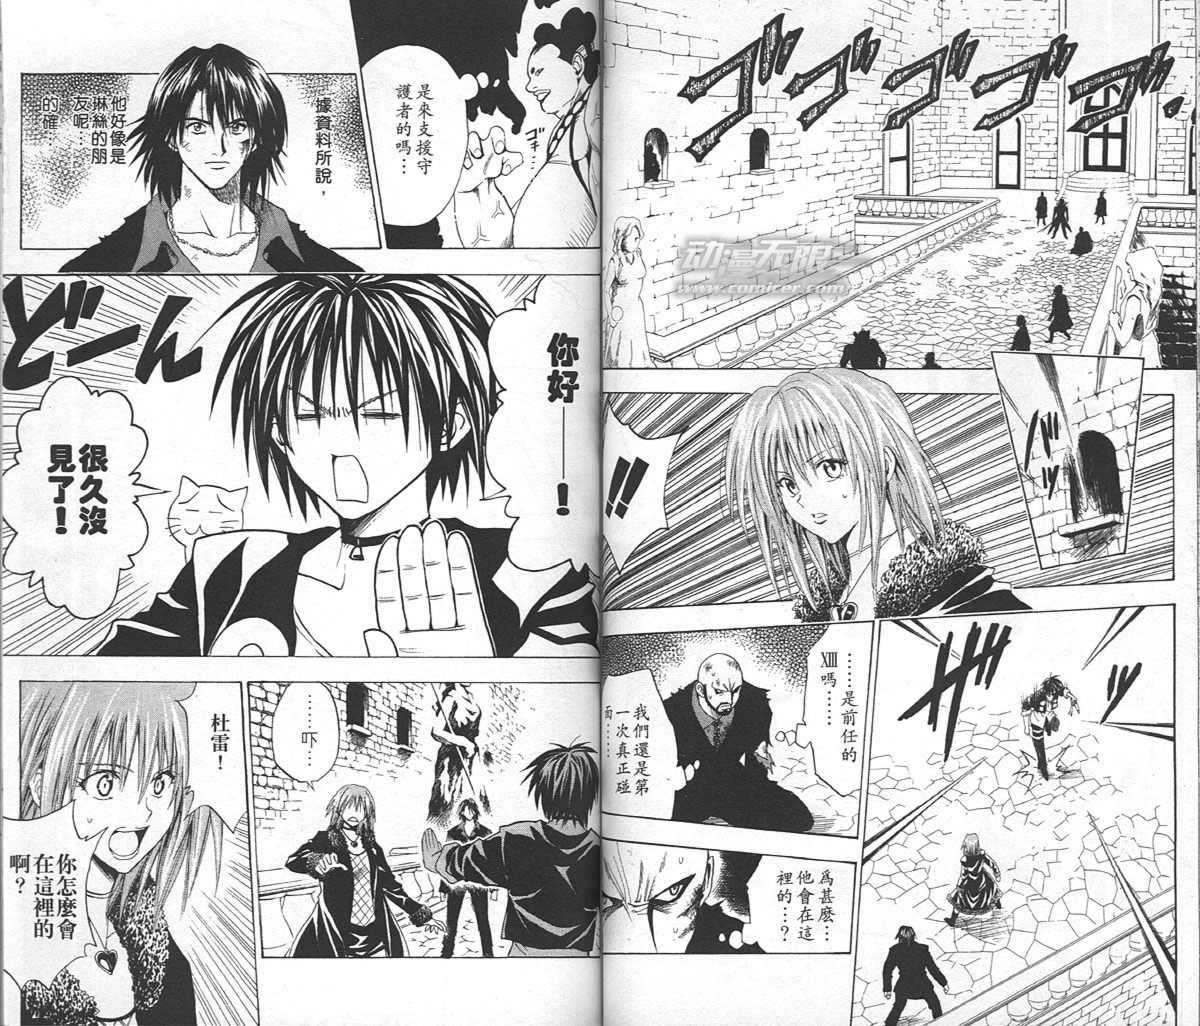 ゴゴゴゴゴ
动漫无限
www.comicer.com
バッ
!!
……是前任的
XIII嗎……
我們還是第
一次真正碰
面……
為甚麼…
他會在這
裡的…?
是來支援守
護者的嗎…
ゴゴ…
據資料所說，
他好像是
琳絲的朋
友呢…
的確…
你好——!
どーん
很久沒
見了!
………吓…
杜雷!
你怎麼會
在這裡的
啊?